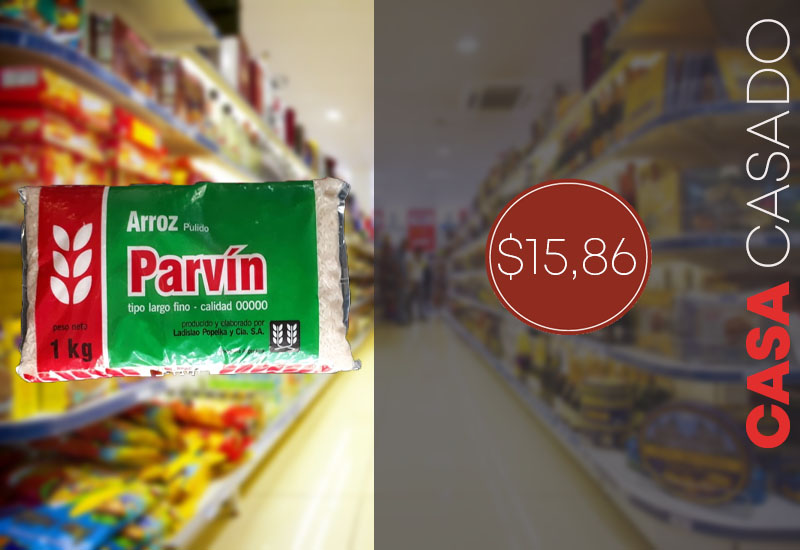 Arroz Pulido
Parvín
tipo largo fino - calidad 00000
producido y elaborado por
Ladislao Popelka y Cia. S.A.
peso neto
1 kg
$15,86
CASA CASADO